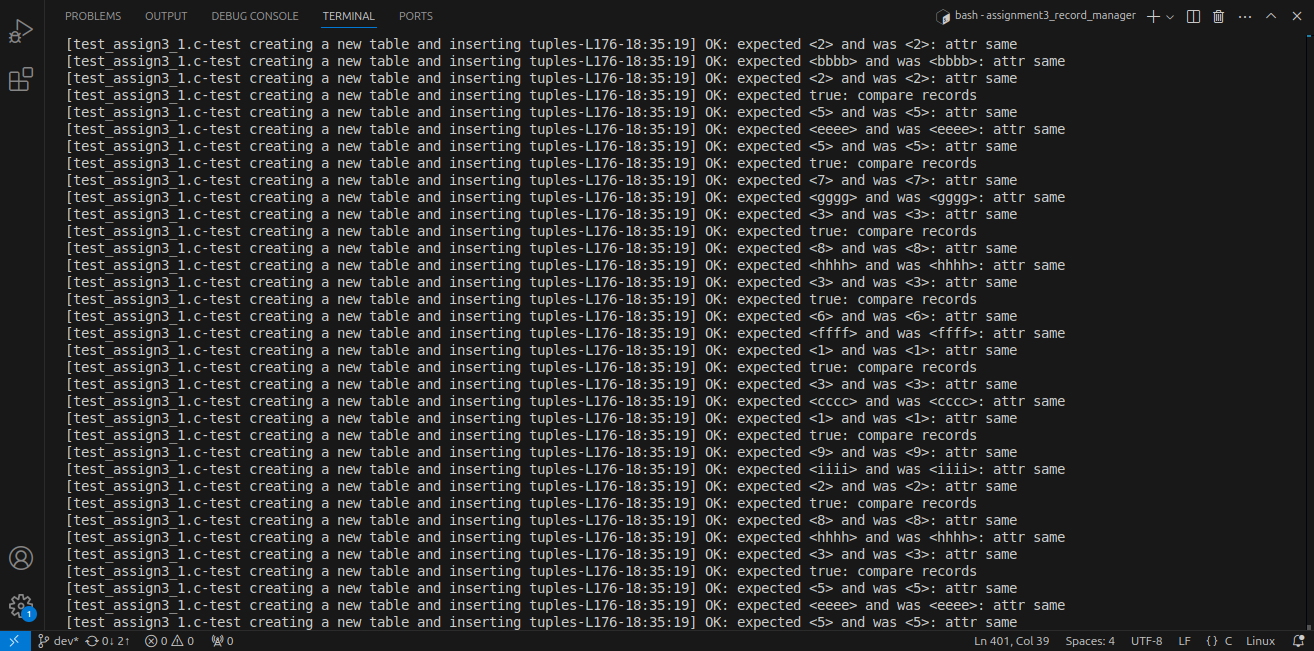 PROBLEMS OUTPUT DEBUG CONSOLE TERMINAL PORTS bash - assignment3_record_manager
[test_assign3_1.c-test creating a new table and inserting tuples-L176-18:35:19] OK: expected <2> and was <2>: attr same
[test_assign3_1.c-test creating a new table and inserting tuples-L176-18:35:19] OK: expected <bbbb> and was <bbbb>: attr same
[test_assign3_1.c-test creating a new table and inserting tuples-L176-18:35:19] OK: expected <2> and was <2>: attr same
[test_assign3_1.c-test creating a new table and inserting tuples-L176-18:35:19] OK: expected true: compare records
[test_assign3_1.c-test creating a new table and inserting tuples-L176-18:35:19] OK: expected <5> and was <5>: attr same
[test_assign3_1.c-test creating a new table and inserting tuples-L176-18:35:19] OK: expected <eeee> and was <eeee>: attr same
[test_assign3_1.c-test creating a new table and inserting tuples-L176-18:35:19] OK: expected <5> and was <5>: attr same
[test_assign3_1.c-test creating a new table and inserting tuples-L176-18:35:19] OK: expected true: compare records
[test_assign3_1.c-test creating a new table and inserting tuples-L176-18:35:19] OK: expected <7> and was <7>: attr same
[test_assign3_1.c-test creating a new table and inserting tuples-L176-18:35:19] OK: expected <gggg> and was <gggg>: attr same
[test_assign3_1.c-test creating a new table and inserting tuples-L176-18:35:19] OK: expected <3> and was <3>: attr same
[test_assign3_1.c-test creating a new table and inserting tuples-L176-18:35:19] OK: expected true: compare records
[test_assign3_1.c-test creating a new table and inserting tuples-L176-18:35:19] OK: expected <8> and was <8>: attr same
[test_assign3_1.c-test creating a new table and inserting tuples-L176-18:35:19] OK: expected <hhhh> and was <hhhh>: attr same
[test_assign3_1.c-test creating a new table and inserting tuples-L176-18:35:19] OK: expected <3> and was <3>: attr same
[test_assign3_1.c-test creating a new table and inserting tuples-L176-18:35:19] OK: expected true: compare records
[test_assign3_1.c-test creating a new table and inserting tuples-L176-18:35:19] OK: expected <6> and was <6>: attr same
[test_assign3_1.c-test creating a new table and inserting tuples-L176-18:35:19] OK: expected <ffff> and was <ffff>: attr same
[test_assign3_1.c-test creating a new table and inserting tuples-L176-18:35:19] OK: expected <1> and was <1>: attr same
[test_assign3_1.c-test creating a new table and inserting tuples-L176-18:35:19] OK: expected true: compare records
[test_assign3_1.c-test creating a new table and inserting tuples-L176-18:35:19] OK: expected <3> and was <3>: attr same
[test_assign3_1.c-test creating a new table and inserting tuples-L176-18:35:19] OK: expected <cccc> and was <cccc>: attr same
[test_assign3_1.c-test creating a new table and inserting tuples-L176-18:35:19] OK: expected <1> and was <1>: attr same
[test_assign3_1.c-test creating a new table and inserting tuples-L176-18:35:19] OK: expected true: compare records
[test_assign3_1.c-test creating a new table and inserting tuples-L176-18:35:19] OK: expected <9> and was <9>: attr same
[test_assign3_1.c-test creating a new table and inserting tuples-L176-18:35:19] OK: expected <iiii> and was <iiii>: attr same
[test_assign3_1.c-test creating a new table and inserting tuples-L176-18:35:19] OK: expected <2> and was <2>: attr same
[test_assign3_1.c-test creating a new table and inserting tuples-L176-18:35:19] OK: expected true: compare records
[test_assign3_1.c-test creating a new table and inserting tuples-L176-18:35:19] OK: expected <8> and was <8>: attr same
[test_assign3_1.c-test creating a new table and inserting tuples-L176-18:35:19] OK: expected <hhhh> and was <hhhh>: attr same
[test_assign3_1.c-test creating a new table and inserting tuples-L176-18:35:19] OK: expected <3> and was <3>: attr same
[test_assign3_1.c-test creating a new table and inserting tuples-L176-18:35:19] OK: expected true: compare records
[test_assign3_1.c-test creating a new table and inserting tuples-L176-18:35:19] OK: expected <5> and was <5>: attr same
[test_assign3_1.c-test creating a new table and inserting tuples-L176-18:35:19] OK: expected <eeee> and was <eeee>: attr same
[test_assign3_1.c-test creating a new table and inserting tuples-L176-18:35:19] OK: expected <5> and was <5>: attr same
1
dev* 0↓ 2↑ 0 0 0 Ln 401, Col 39 Spaces: 4 UTF-8 LF {} C Linux